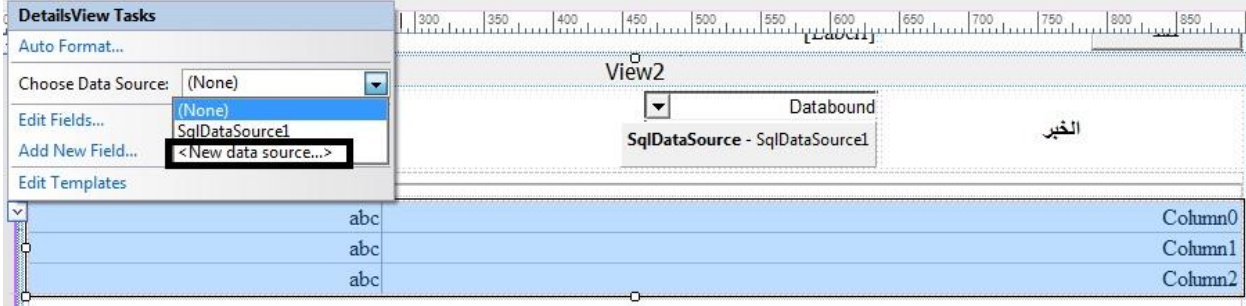 DetailsView Tasks
Auto Format...
Choose Data Source: (None)
(None)
SqlDataSource1
<New data source...>
Edit Fields...
Add New Field...
Edit Templates
300 350 400 450 500 550 600 650 700 750 800 850
View2
Databound
SqlDataSource - SqlDataSource1
الخبر
abc Column0
abc Column1
abc Column2